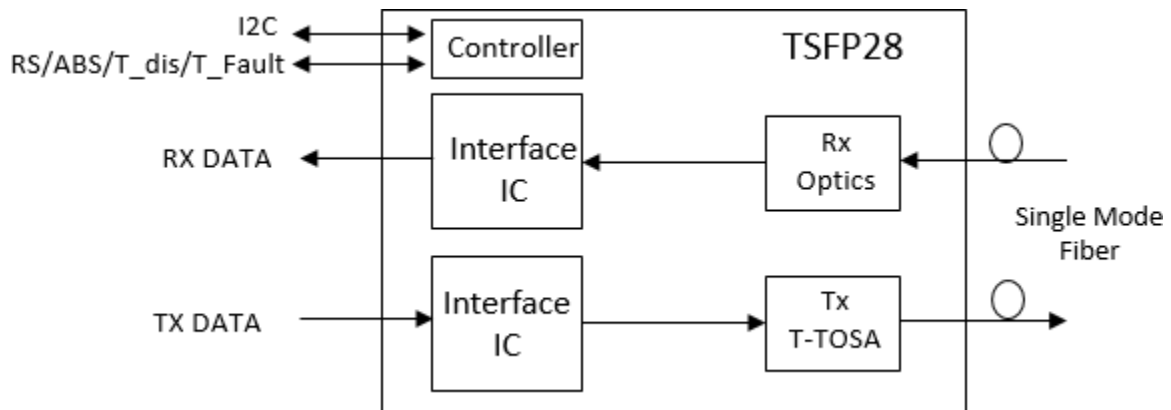 I2C
RS/ABS/T_dis/T_Fault
Controller
TSFP28
RX DATA
Interface
IC
Rx
Optics
Single Mode
Fiber
TX DATA
Interface
IC
Tx
T-TOSA